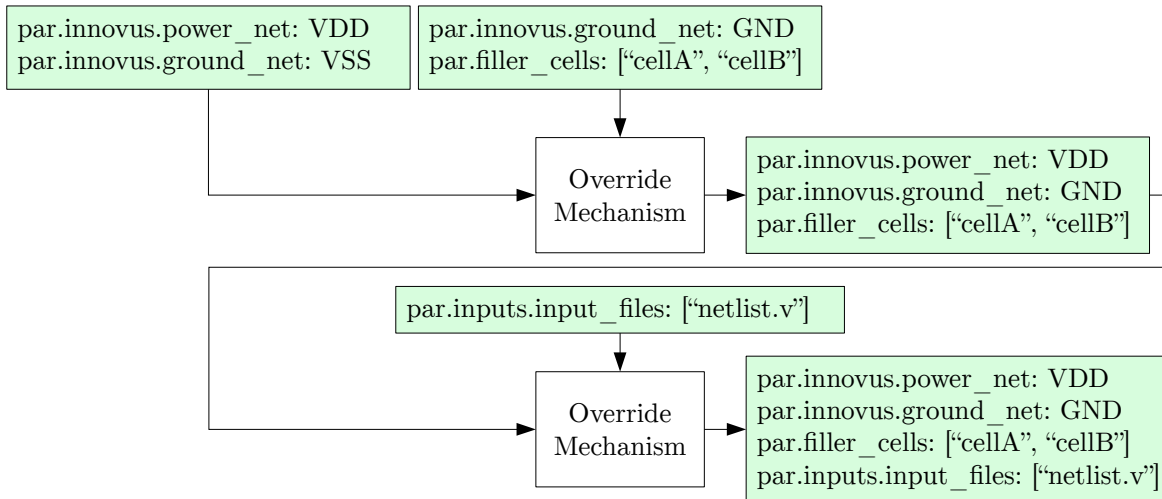 par.innovus.power_net: VDD
par.innovus.ground_net: VSS
par.innovus.ground_net: GND
par.filler_cells: [“cellA”, “cellB”]
Override
Mechanism
par.innovus.power_net: VDD
par.innovus.ground_net: GND
par.filler_cells: [“cellA”, “cellB”]
par.inputs.input_files: [“netlist.v”]
Override
Mechanism
par.innovus.power_net: VDD
par.innovus.ground_net: GND
par.filler_cells: [“cellA”, “cellB”]
par.inputs.input_files: [“netlist.v”]